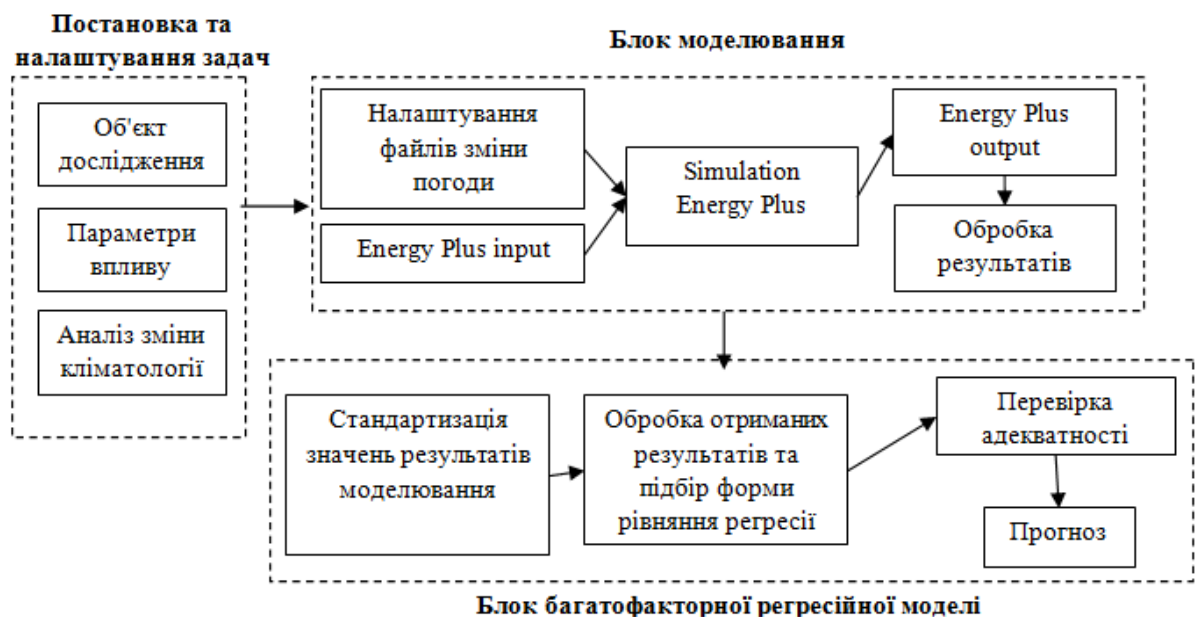 Постановка та
налаштування задач
Об'єкт
дослідження
Параметри
впливу
Аналіз зміни
кліматології
Блок моделювання
Налаштування
файлів зміни
погоди
Energy Plus input
Simulation
Energy Plus
Energy Plus
output
Обробка
результатів
Стандартизація
значень результатів
моделювання
Обробка отриманих
результатів та
підбір форми
рівняння регресії
Перевірка
адекватності
Прогноз
Блок багатофакторної регресійної моделі